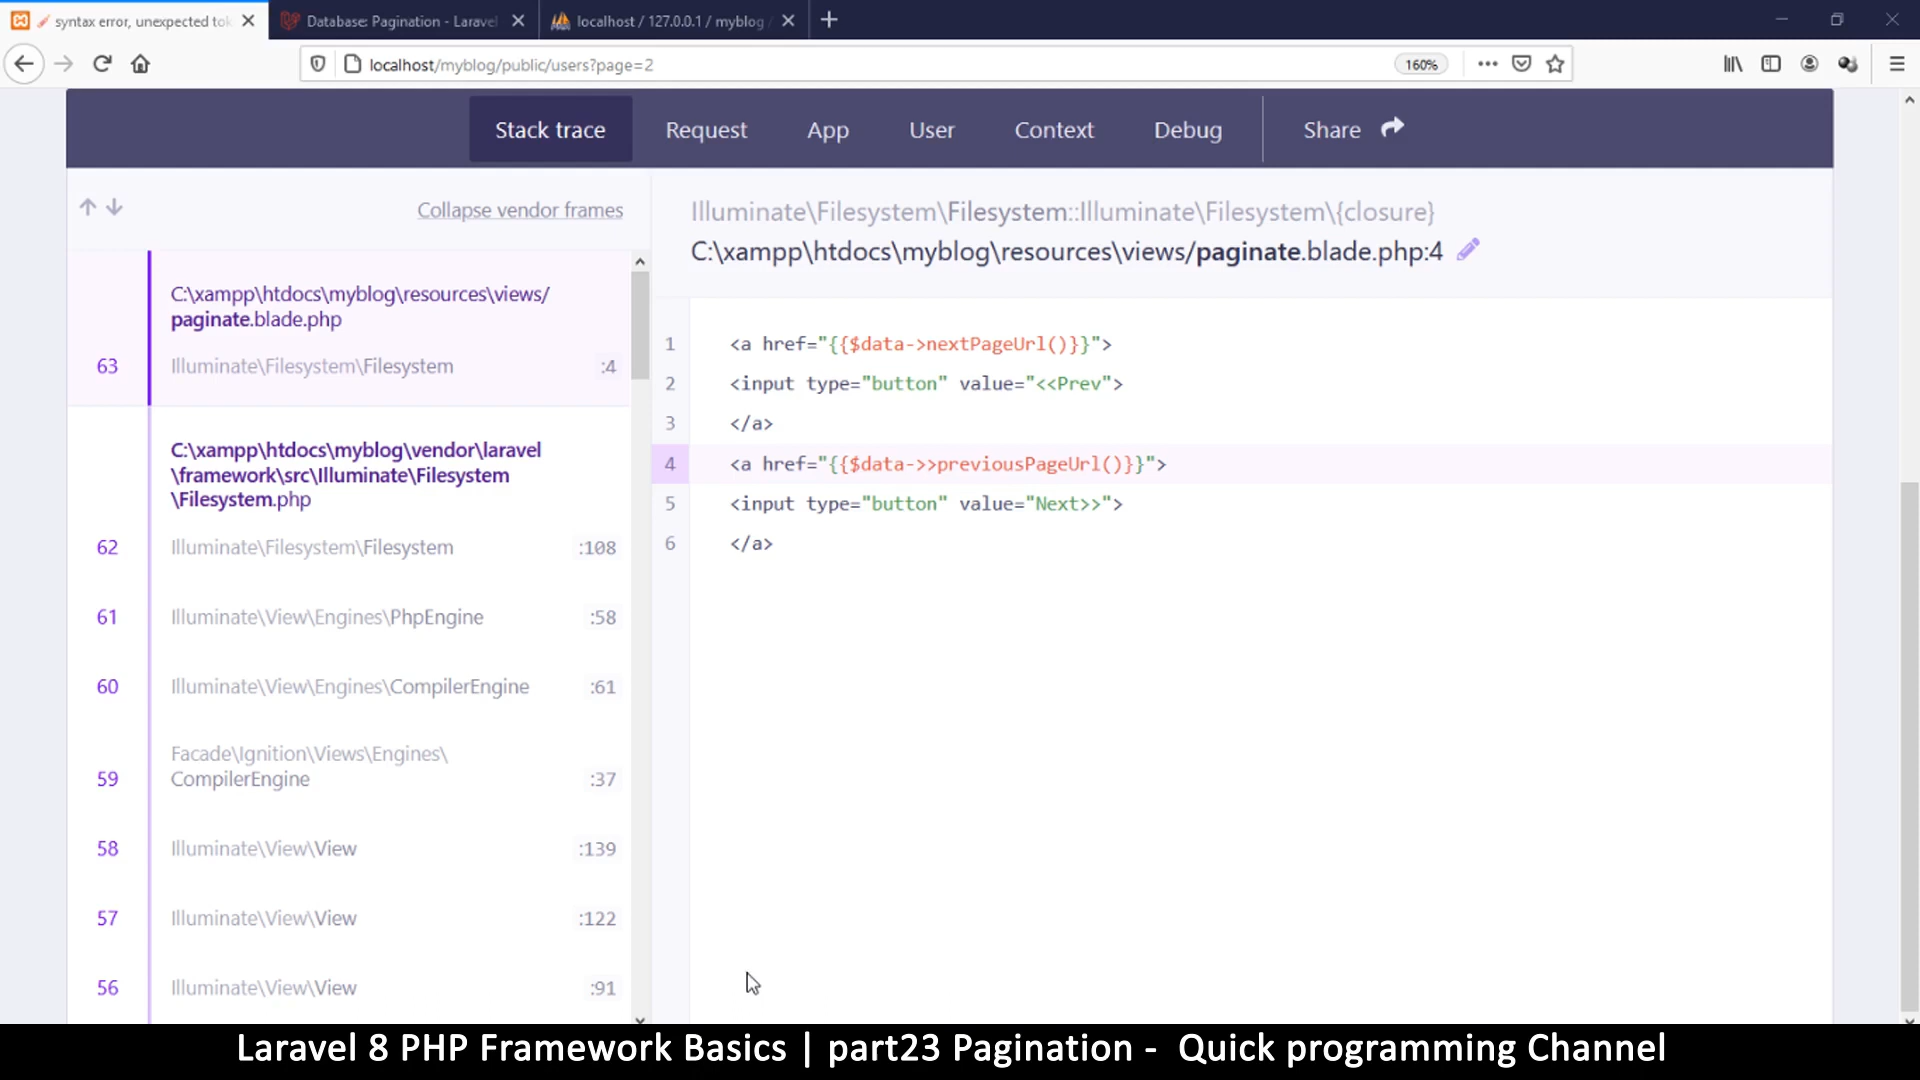 syntax error, unexpected tok
Database: Pagination - Laravel
localhost / 127.0.0.1 / myblog /
localhost/myblog/public/users?page=2
160%
Stack trace
Request
App
User
Context
Debug
Share
Collapse vendor frames
C:\xampp\htdocs\myblog\resources\views/
paginate.blade.php
63 Illuminate\Filesystem\Filesystem :4
C:\xampp\htdocs\myblog\vendor\laravel
\framework\src\Illuminate\Filesystem
\Filesystem.php
62 Illuminate\Filesystem\Filesystem :108
61 Illuminate\View\Engines\PhpEngine :58
60 Illuminate\View\Engines\CompilerEngine :61
Facade\Ignition\Views\Engines\
59 CompilerEngine :37
58 Illuminate\View\View :139
57 Illuminate\View\View :122
56 Illuminate\View\View :91
Illuminate\Filesystem\Filesystem::Illuminate\Filesystem\{closure}
C:\xampp\htdocs\myblog\resources\views/paginate.blade.php:4
1 <a href="{{$data->nextPageUrl()}}">
2 <input type="button" value="<<Prev">
3 </a>
4 <a href="{{$data->>previousPageUrl()}}">
5 <input type="button" value="Next>>">
6 </a>
Laravel 8 PHP Framework Basics | part23 Pagination - Quick programming Channel